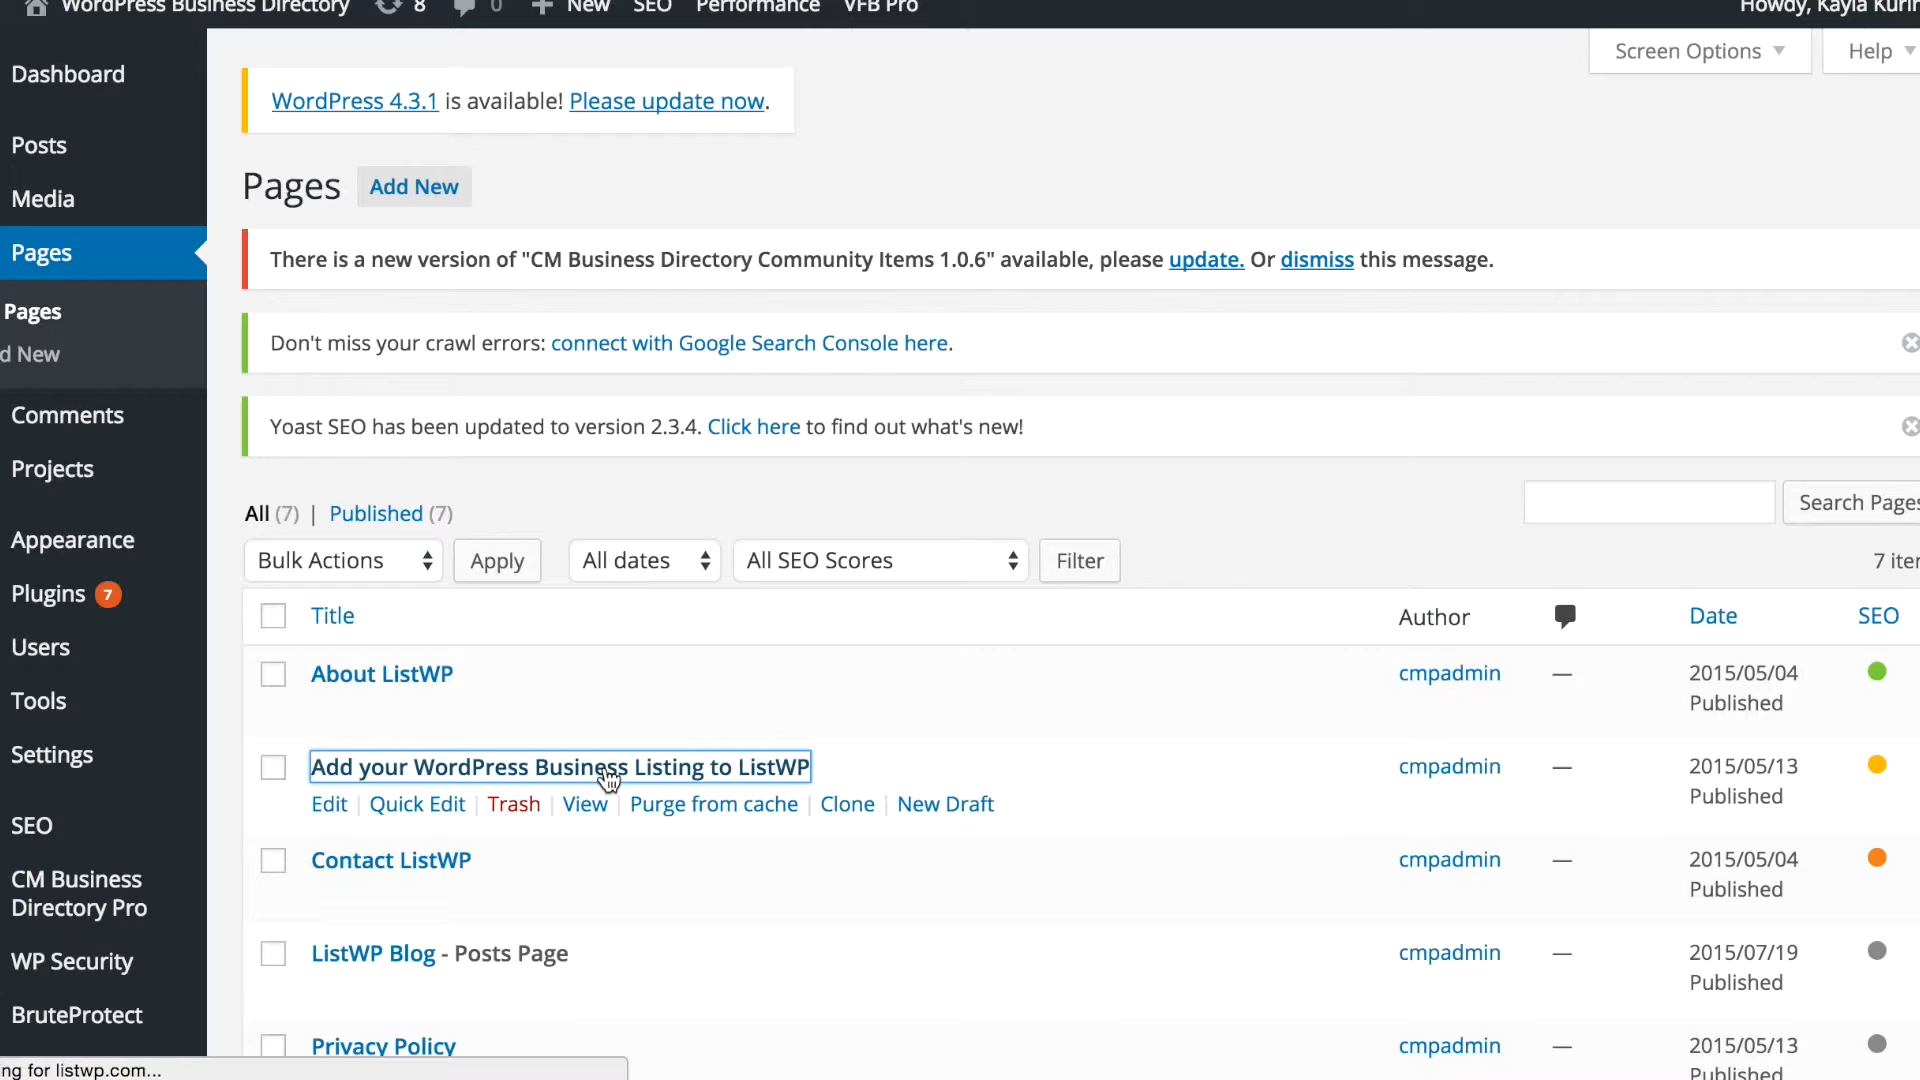 WordPress Business Directory 8 0 New SEO Performance VFB Pro Howdy, Kayla
Screen Options Help
Dashboard
Posts
Media
Pages
Pages
d New
Comments
Projects
Appearance
Plugins 7
Users
Tools
Settings
SEO
CM Business
Directory Pro
WP Security
BruteProtect
WordPress 4.3.1 is available! Please update now.
Pages Add New
There is a new version of "CM Business Directory Community Items 1.0.6" available, please update. Or dismiss this message.
Don't miss your crawl errors: connect with Google Search Console here.
Yoast SEO has been updated to version 2.3.4. Click here to find out what's new!
All (7) | Published (7)
Search Pages
Bulk Actions Apply All dates All SEO Scores Filter 7 iter
Title Author Date SEO
About ListWP cmpadmin — 2015/05/04
Published
Add your WordPress Business Listing to ListWP cmpadmin — 2015/05/13
Published
Edit | Quick Edit | Trash | View | Purge from cache | Clone | New Draft
Contact ListWP cmpadmin — 2015/05/04
Published
ListWP Blog - Posts Page cmpadmin — 2015/07/19
Published
Privacy Policy cmpadmin — 2015/05/13
Published
ng for listwp.com...